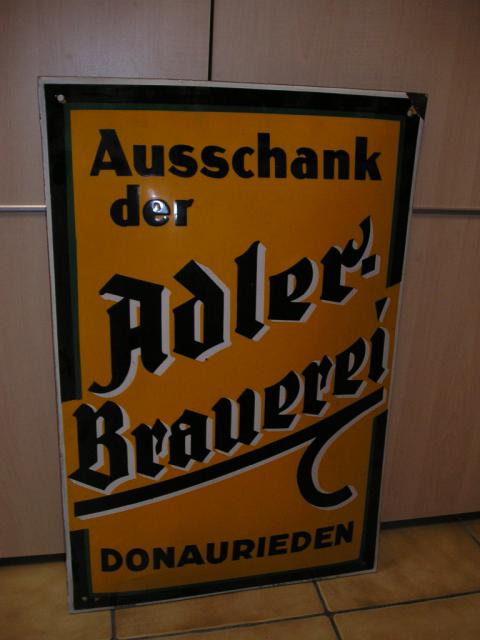 Ausschank
der
Adler-
Brauerei
DONAURIEDEN